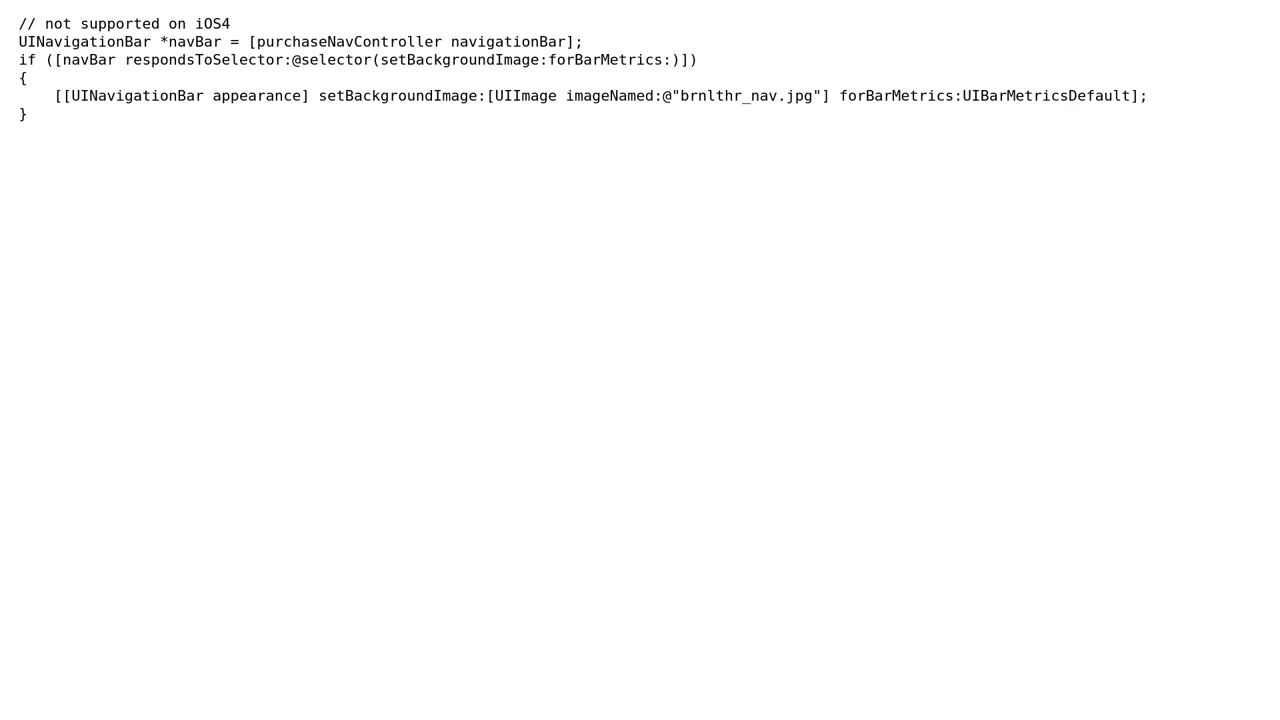 // not supported on iOS4
UINavigationBar *navBar = [purchaseNavController navigationBar];
if ([navBar respondsToSelector:@selector(setBackgroundImage:forBarMetrics:)])
{
    [[UINavigationBar appearance] setBackgroundImage:[UIImage imageNamed:@"brnlthr_nav.jpg"] forBarMetrics:UIBarMetricsDefault];
}